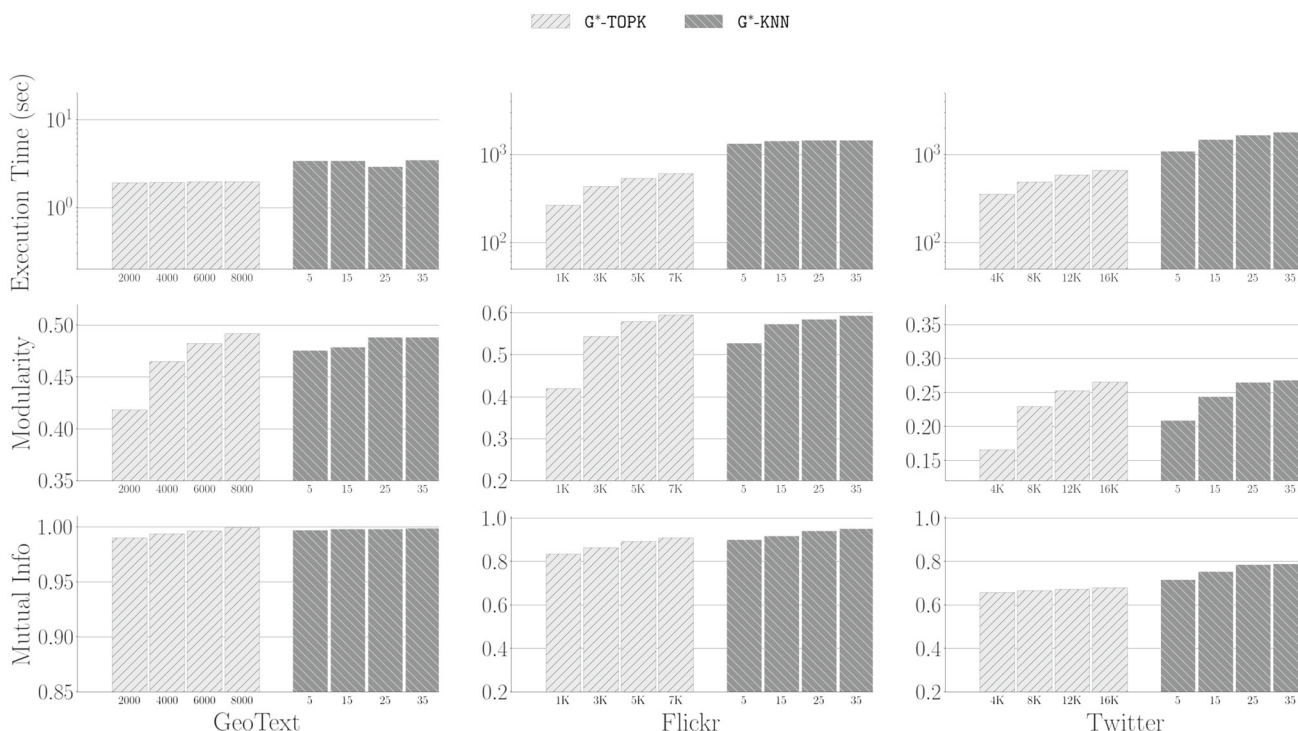 G*-TOPK G*-KNN
Execution Time (sec)
10^1
10^0
2000 4000 6000 8000 5 15 25 35
10^3
10^2
1K 3K 5K 7K 5 15 25 35
10^3
10^2
4K 8K 12K 16K 5 15 25 35
Modularity
0.50
0.45
0.40
0.35
2000 4000 6000 8000 5 15 25 35
0.6
0.5
0.4
0.3
0.2
1K 3K 5K 7K 5 15 25 35
0.35
0.30
0.25
0.20
0.15
4K 8K 12K 16K 5 15 25 35
Mutual Info
1.00
0.95
0.90
0.85
2000 4000 6000 8000 5 15 25 35
GeoText
1.0
0.8
0.6
0.4
0.2
1K 3K 5K 7K 5 15 25 35
Flickr
1.0
0.8
0.6
0.4
0.2
4K 8K 12K 16K 5 15 25 35
Twitter